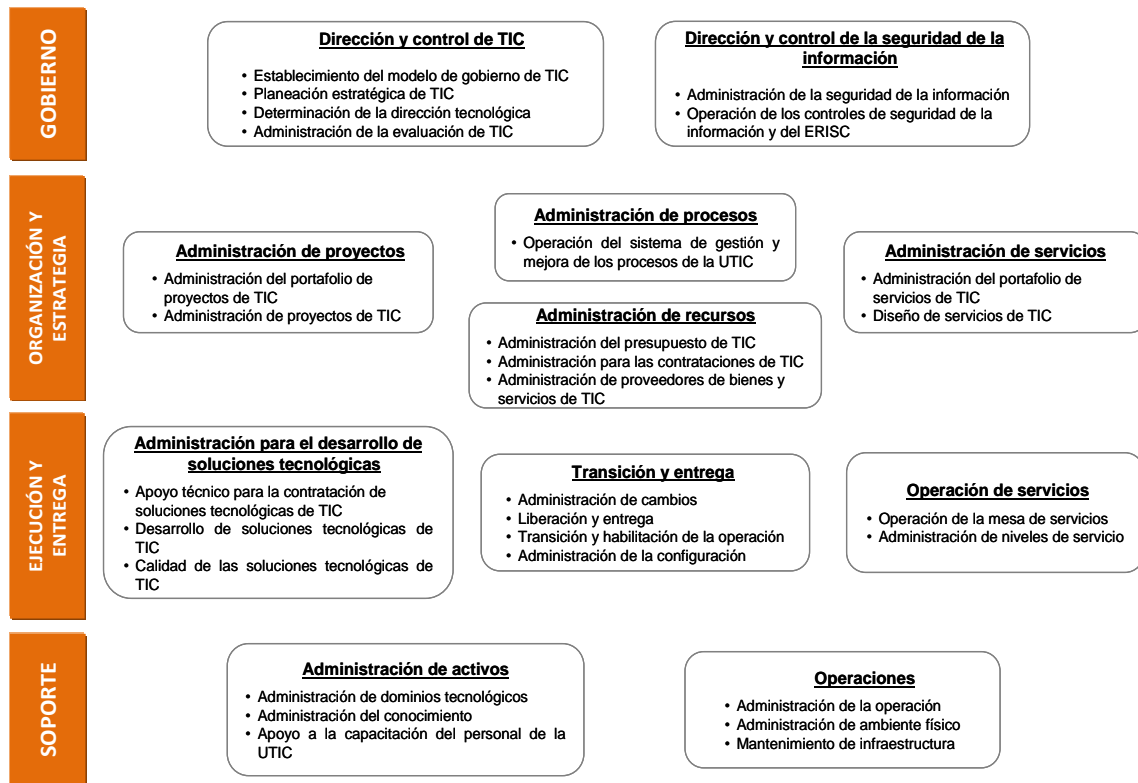 GOBIERNO
Dirección y control de TIC
• Establecimiento del modelo de gobierno de TIC
• Planeación estratégica de TIC
• Determinación de la dirección tecnológica
• Administración de la evaluación de TIC
Dirección y control de la seguridad de la
información
• Administración de la seguridad de la información
• Operación de los controles de seguridad de la
información y del ERISC
ORGANIZACIÓN Y
ESTRATEGIA
Administración de proyectos
• Administración del portafolio de
proyectos de TIC
• Administración de proyectos de TIC
Administración de procesos
• Operación del sistema de gestión y
mejora de los procesos de la UTIC
Administración de recursos
• Administración del presupuesto de TIC
• Administración para las contrataciones de TIC
• Administración de proveedores de bienes y
servicios de TIC
Administración de servicios
• Administración del portafolio de
servicios de TIC
• Diseño de servicios de TIC
EJECUCIÓN Y
ENTREGA
Administración para el desarrollo de
soluciones tecnológicas
• Apoyo técnico para la contratación de
soluciones tecnológicas de TIC
• Desarrollo de soluciones tecnológicas de
TIC
• Calidad de las soluciones tecnológicas de
TIC
Transición y entrega
• Administración de cambios
• Liberación y entrega
• Transición y habilitación de la operación
• Administración de la configuración
Operación de servicios
• Operación de la mesa de servicios
• Administración de niveles de servicio
SOPORTE
Administración de activos
• Administración de dominios tecnológicos
• Administración del conocimiento
• Apoyo a la capacitación del personal de la
UTIC
Operaciones
• Administración de la operación
• Administración de ambiente físico
• Mantenimiento de infraestructura